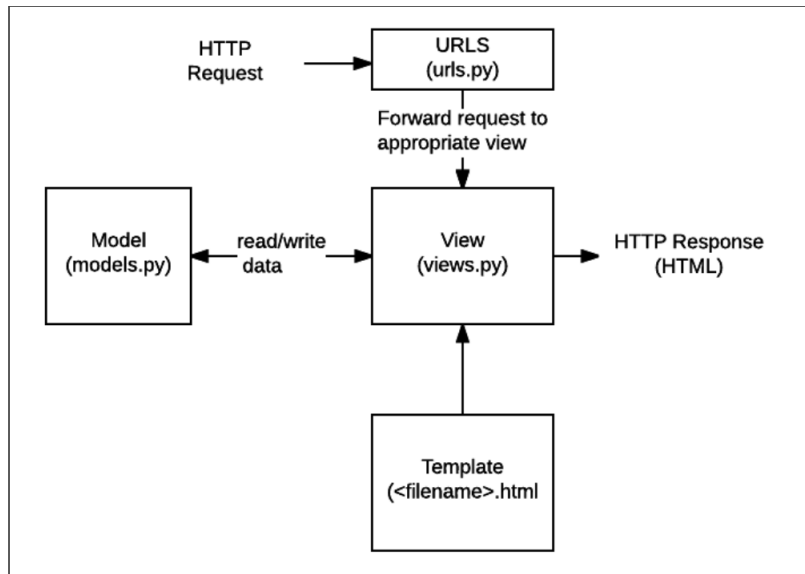 HTTP
Request
URLS
(urls.py)
Forward request to
appropriate view
Model
(models.py)
read/write
data
View
(views.py)
HTTP Response
(HTML)
Template
(<filename>.html